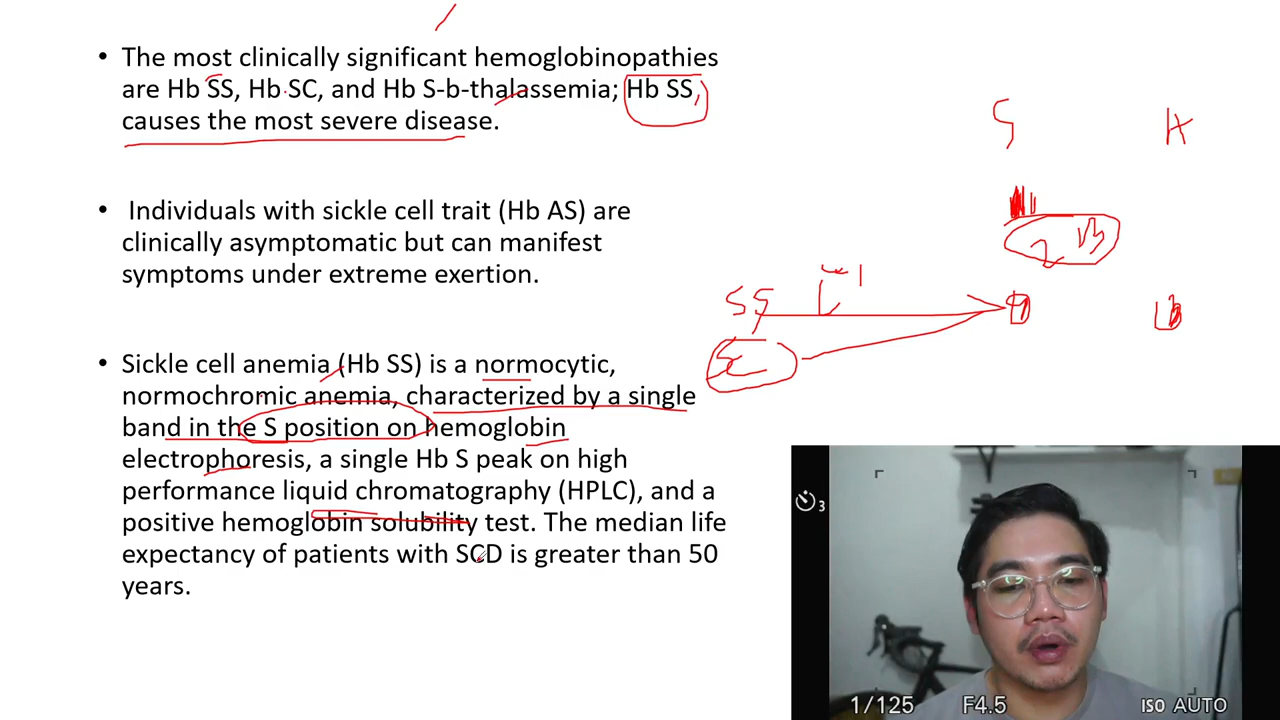 • The most clinically significant hemoglobinopathies
are Hb SS, Hb SC, and Hb S-b-thalassemia; Hb SS,
causes the most severe disease.
• Individuals with sickle cell trait (Hb AS) are
clinically asymptomatic but can manifest
symptoms under extreme exertion.
• Sickle cell anemia (Hb SS) is a normocytic,
normochromic anemia, characterized by a single
band in the S position on hemoglobin
electrophoresis, a single Hb S peak on high
performance liquid chromatography (HPLC), and a
positive hemoglobin solubility test. The median life
expectancy of patients with SCD is greater than 50
years.
S
SS
3
1/125 F4.5 ISO AUTO